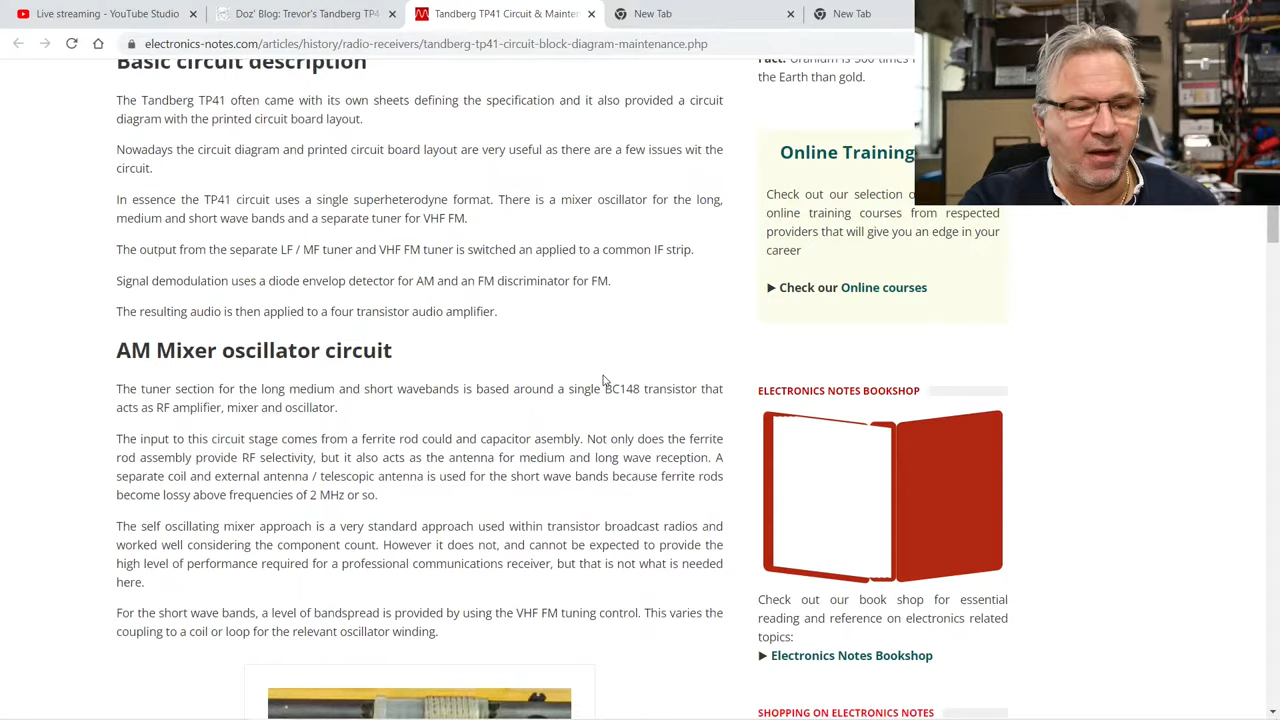 Live streaming - YouTube Studio
Doz' Blog: Trevor's Tandberg TP4
Tandberg TP41 Circuit & Mainten
New Tab
New Tab
electronics-notes.com/articles/history/radio-receivers/tandberg-tp41-circuit-block-diagram-maintenance.php
Basic circuit description
The Tandberg TP41 often came with its own sheets defining the specification and it also provided a circuit
diagram with the printed circuit board layout.
Nowadays the circuit diagram and printed circuit board layout are very useful as there are a few issues wit the
circuit.
In essence the TP41 circuit uses a single superheterodyne format. There is a mixer oscillator for the long,
medium and short wave bands and a separate tuner for VHF FM.
The output from the separate LF / MF tuner and VHF FM tuner is switched an applied to a common IF strip.
Signal demodulation uses a diode envelop detector for AM and an FM discriminator for FM.
The resulting audio is then applied to a four transistor audio amplifier.
AM Mixer oscillator circuit
The tuner section for the long medium and short wavebands is based around a single BC148 transistor that
acts as RF amplifier, mixer and oscillator.
The input to this circuit stage comes from a ferrite rod could and capacitor asembly. Not only does the ferrite
rod assembly provide RF selectivity, but it also acts as the antenna for medium and long wave reception. A
separate coil and external antenna / telescopic antenna is used for the short wave bands because ferrite rods
become lossy above frequencies of 2 MHz or so.
The self oscillating mixer approach is a very standard approach used within transistor broadcast radios and
worked well considering the component count. However it does not, and cannot be expected to provide the
high level of performance required for a professional communications receiver, but that is not what is needed
here.
For the short wave bands, a level of bandspread is provided by using the VHF FM tuning control. This varies the
coupling to a coil or loop for the relevant oscillator winding.
Fact: Uranium is 500 times
the Earth than gold.
Online Training
Check out our selection
online training courses from respected
providers that will give you an edge in your
career
▶ Check our Online courses
ELECTRONICS NOTES BOOKSHOP
Check out our book shop for essential
reading and reference on electronics related
topics:
▶ Electronics Notes Bookshop
SHOPPING ON ELECTRONICS NOTES